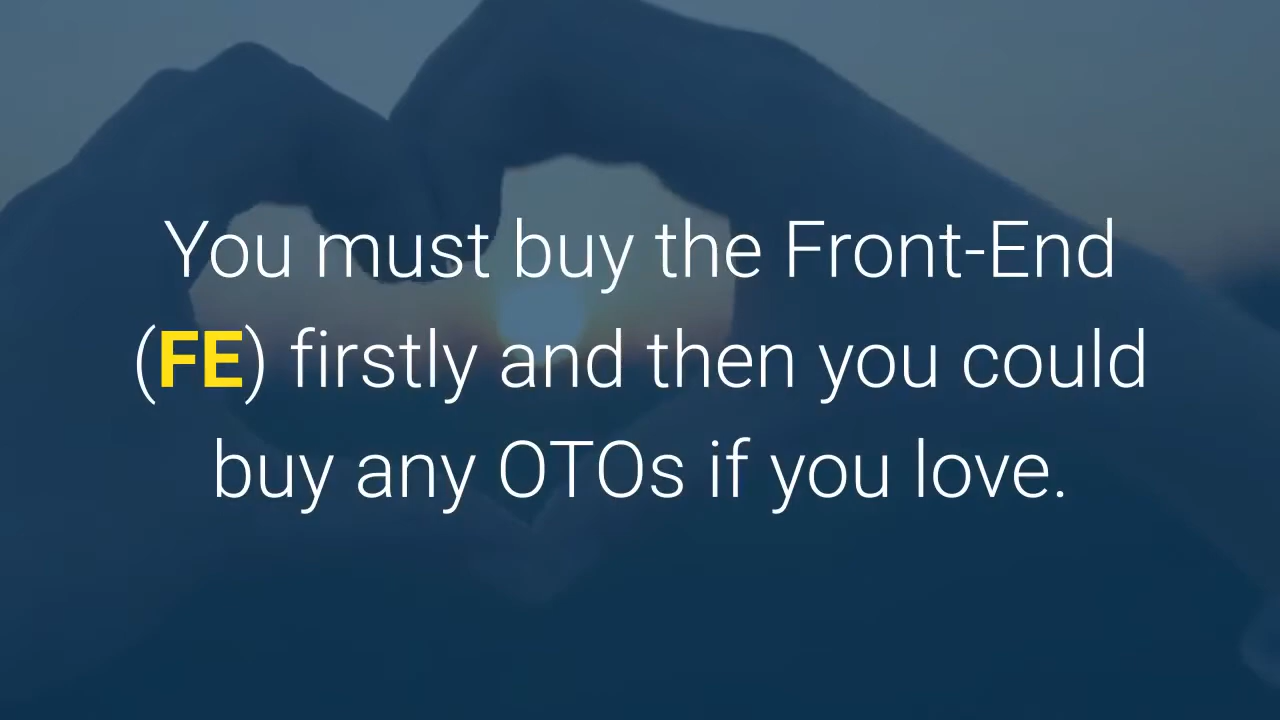 You must buy the Front-End
(FE) firstly and then you could
buy any OTOs if you love.